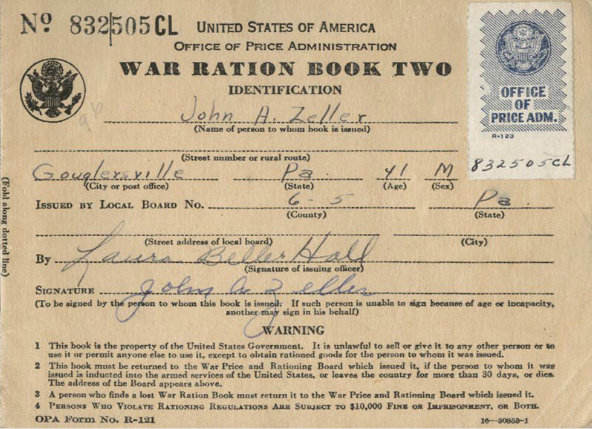 Nº 832505CL
UNITED STATES OF AMERICA
OFFICE OF PRICE ADMINISTRATION
WAR RATION BOOK TWO
IDENTIFICATION
OFFICE
OF
PRICE ADM.
R-123
832505CL
John A. Zeller
(Name of person to whom book is issued)
(Street number or rural route)
Gouglersville Pa. 41 M
(City or post office) (State) (Age) (Sex)
ISSUED BY LOCAL BOARD NO. 6-5 Pa.
(County) (State)
(Street address of local board) (City)
By Laura Beller Hall
(Signature of issuing officer)
SIGNATURE John A Zeller
(To be signed by the person to whom this book is issued. If such person is unable to sign because of age or incapacity,
another may sign in his behalf)
WARNING
1 This book is the property of the United States Government. It is unlawful to sell or give it to any other person or to
use it or permit anyone else to use it, except to obtain rationed goods for the person to whom it was issued.
2 This book must be returned to the War Price and Rationing Board which issued it, if the person to whom it was
issued is inducted into the armed services of the United States, or leaves the country for more than 30 days, or dies.
The address of the Board appears above.
3 A person who finds a lost War Ration Book must return it to the War Price and Rationing Board which issued it.
4 PERSONS WHO VIOLATE RATIONING REGULATIONS ARE SUBJECT TO $10,000 FINE OR IMPRISONMENT, OR BOTH.
OPA Form No. R-121 16—30853-1
(Fold along dotted line)